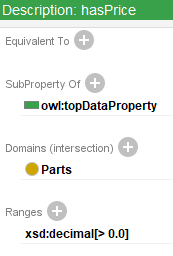 Description: hasPrice
Equivalent To
SubProperty Of
owl:topDataProperty
Domains (intersection)
Parts
Ranges
xsd:decimal[> 0.0]